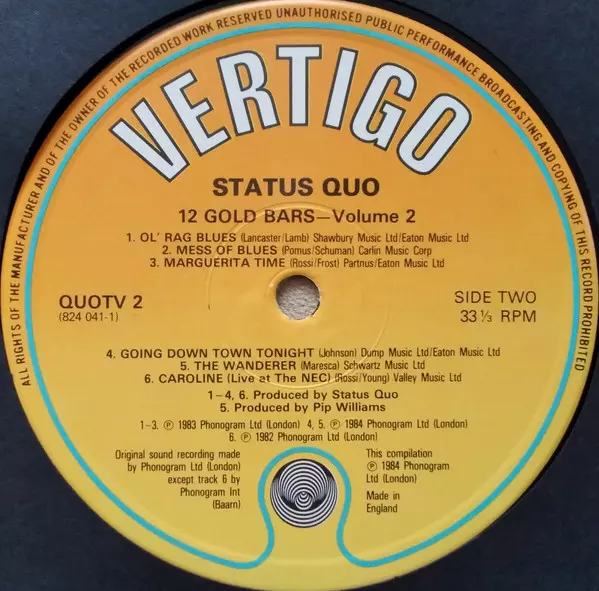 ALL RIGHTS OF THE MANUFACTURER AND OF THE OWNER OF THE RECORDED WORK RESERVED UNAUTHORISED PUBLIC PERFORMANCE BROADCASTING AND COPYING OF THIS RECORD PROHIBITED
VERTIGO
STATUS QUO
12 GOLD BARS—Volume 2
1. OL' RAG BLUES (Lancaster/Lamb) Shawbury Music Ltd/Eaton Music Ltd
2. MESS OF BLUES (Pomus/Schuman) Carlin Music Corp
3. MARGUERITA TIME (Rossi/Frost) Partnus/Eaton Music Ltd
QUOTV 2
(824 041-1)
SIDE TWO
33⅓ RPM
4. GOING DOWN TOWN TONIGHT (Johnson) Dump Music Ltd/Eaton Music Ltd
5. THE WANDERER (Maresca) Schwartz Music Ltd
6. CAROLINE (Live at The NEC) (Rossi/Young) Valley Music Ltd
1–4, 6. Produced by Status Quo
5. Produced by Pip Williams
1–3. ℗ 1983 Phonogram Ltd (London) 4, 5. ℗ 1984 Phonogram Ltd (London)
6. ℗ 1982 Phonogram Ltd (London)
Original sound recording made
by Phonogram Ltd (London)
except track 6 by
Phonogram Int
(Baarn)
This compilation
℗ 1984 Phonogram
Ltd (London)
Made in
England